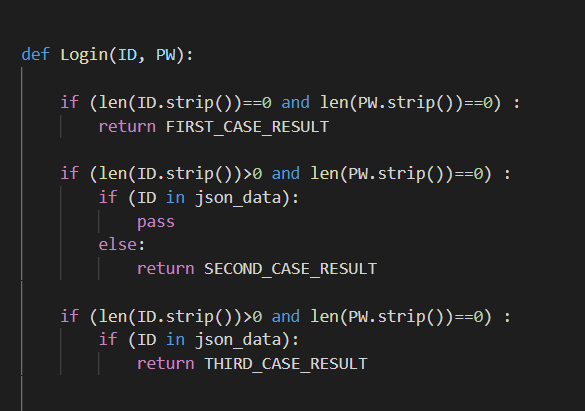 def Login(ID, PW):
if (len(ID.strip())==0 and len(PW.strip())==0) :
return FIRST_CASE_RESULT
if (len(ID.strip())>0 and len(PW.strip())==0) :
if (ID in json_data):
pass
else:
return SECOND_CASE_RESULT
if (len(ID.strip())>0 and len(PW.strip())==0) :
if (ID in json_data):
return THIRD_CASE_RESULT